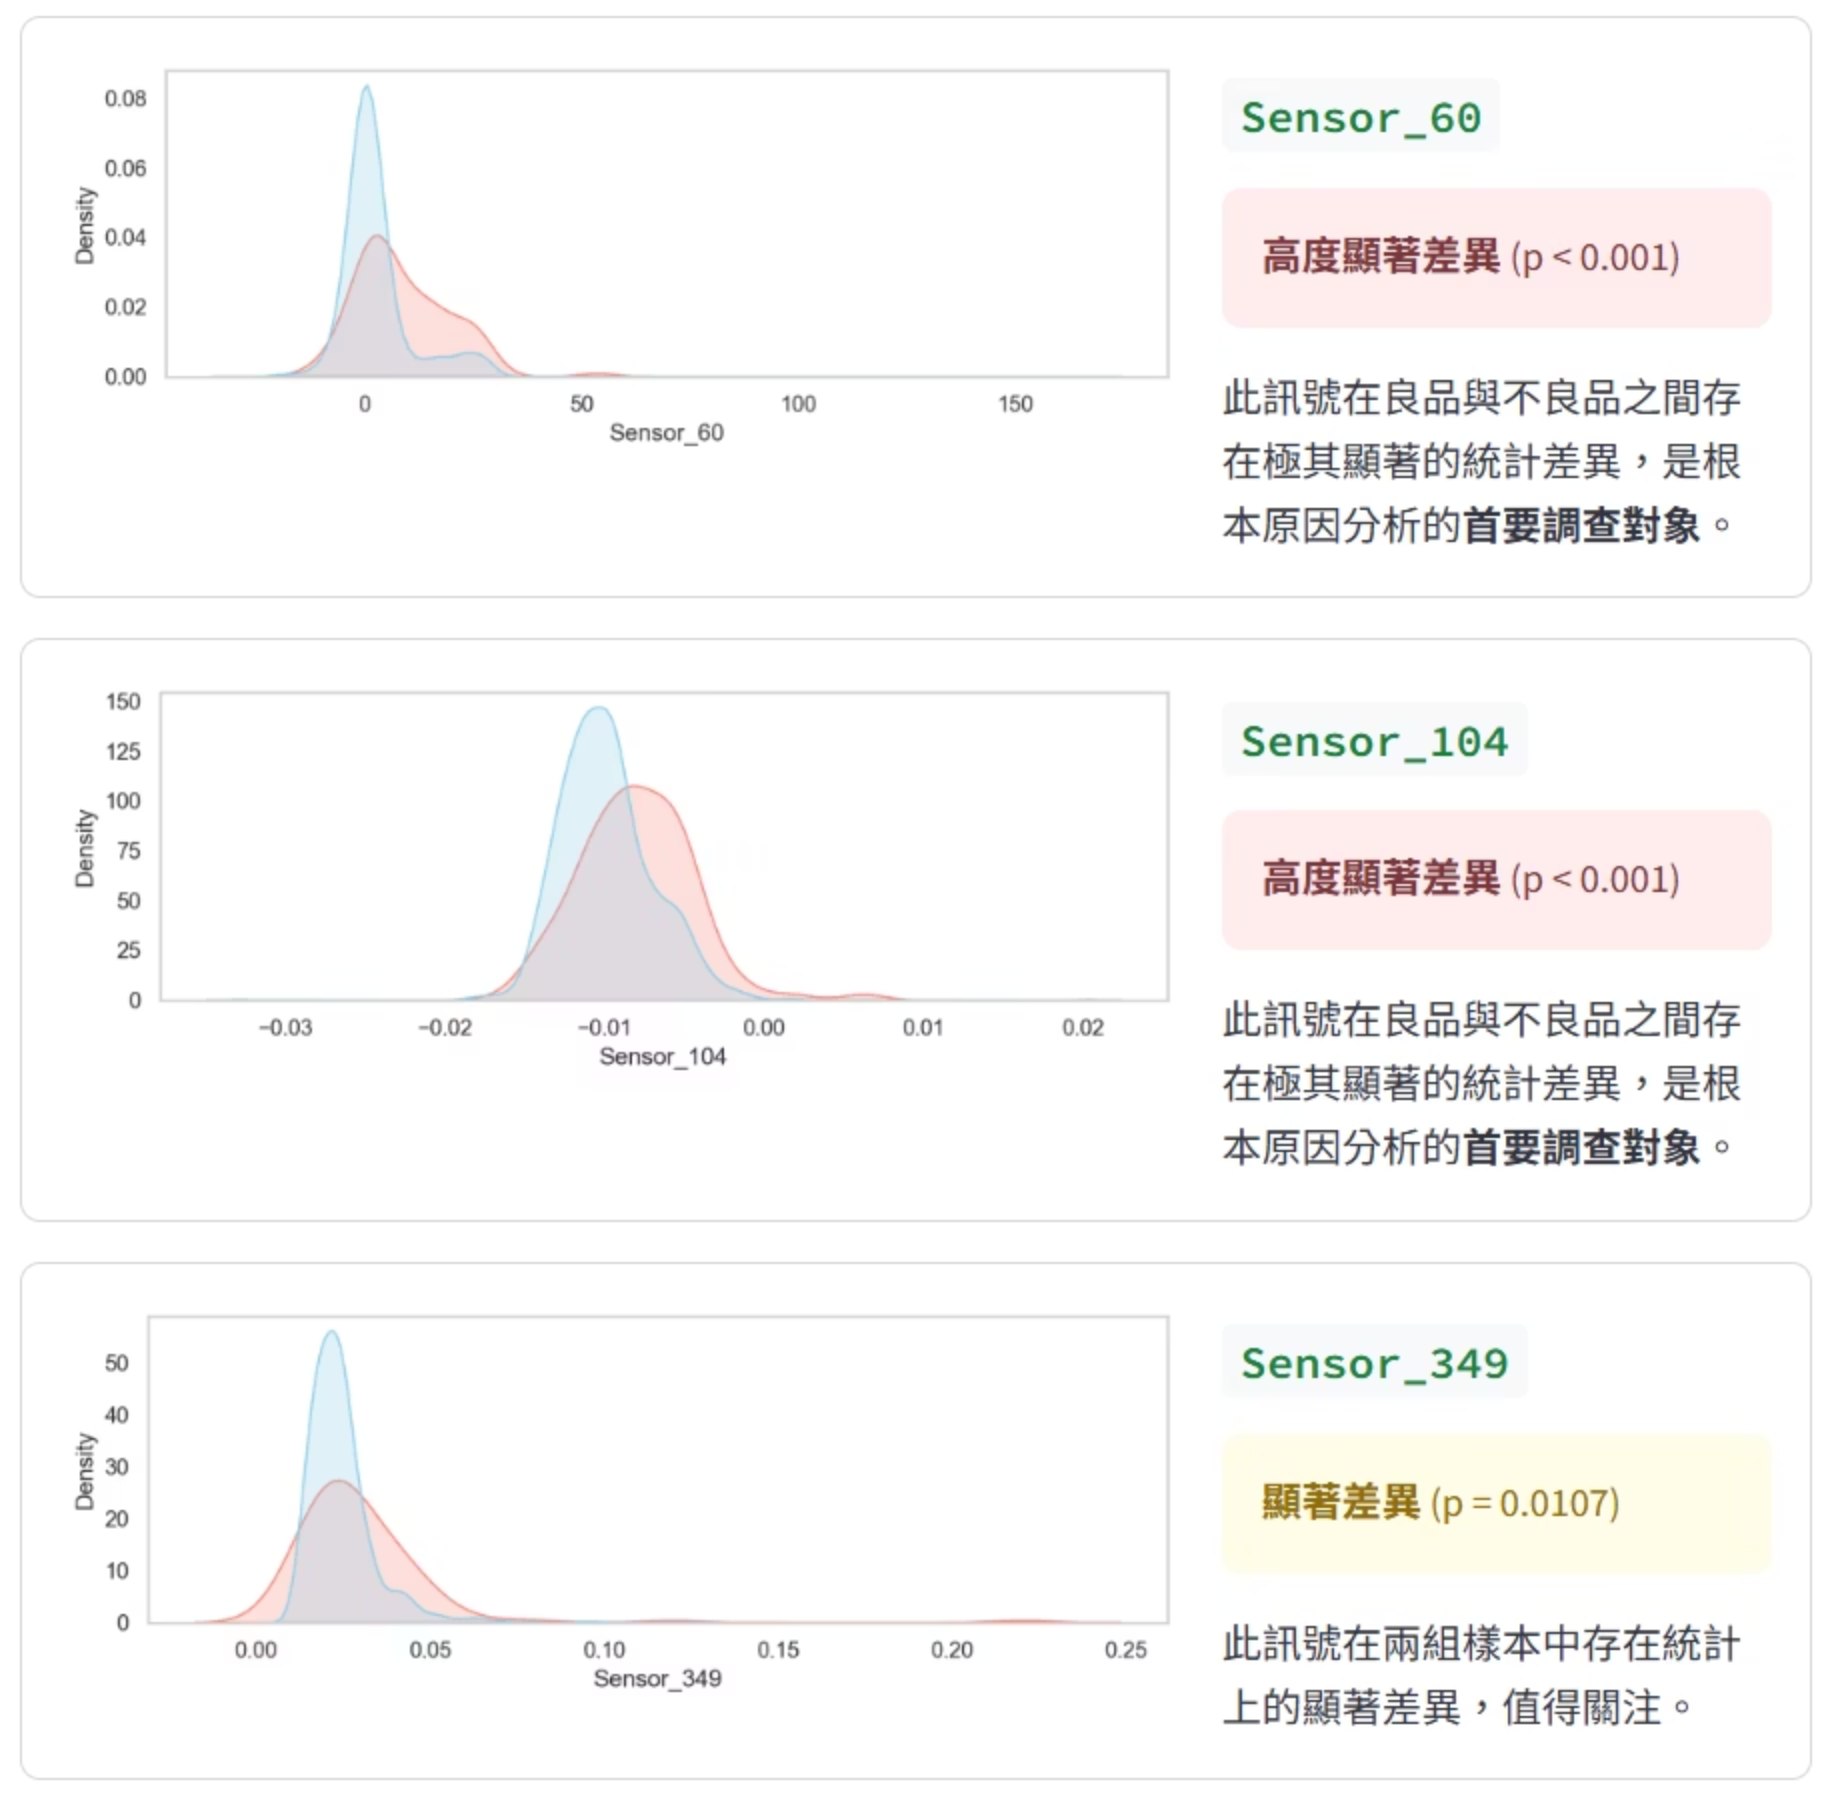 0.08
0.06
0.04
0.02
0.00
Density
0
50
100
150
Sensor_60
Sensor_60
高度顯著差異 (p < 0.001)
此訊號在良品與不良品之間存
在極其顯著的統計差異，是根
本原因分析的首要調查對象。
150
125
100
75
50
25
0
Density
−0.03
−0.02
−0.01
0.00
0.01
0.02
Sensor_104
Sensor_104
高度顯著差異 (p < 0.001)
此訊號在良品與不良品之間存
在極其顯著的統計差異，是根
本原因分析的首要調查對象。
50
40
30
20
10
0
Density
0.00
0.05
0.10
0.15
0.20
0.25
Sensor_349
Sensor_349
顯著差異 (p = 0.0107)
此訊號在兩組樣本中存在統計
上的顯著差異，值得關注。